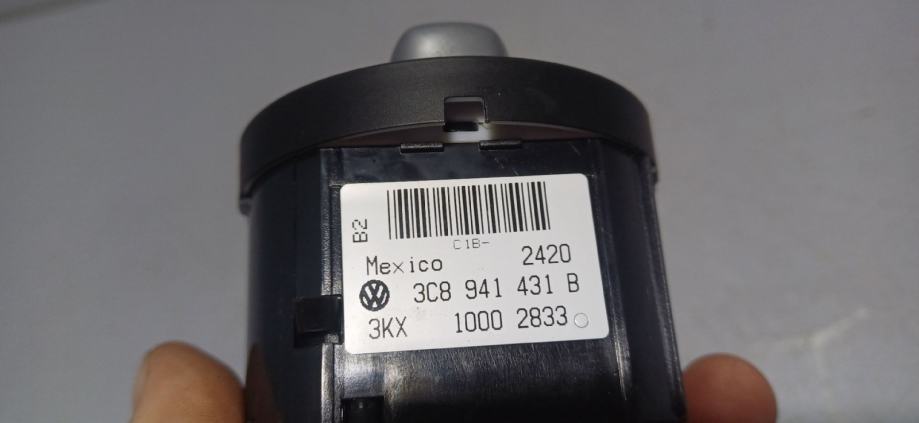 B2
C1B-
Mexico 2420
3C8 941 431 B
3KX 1000 2833